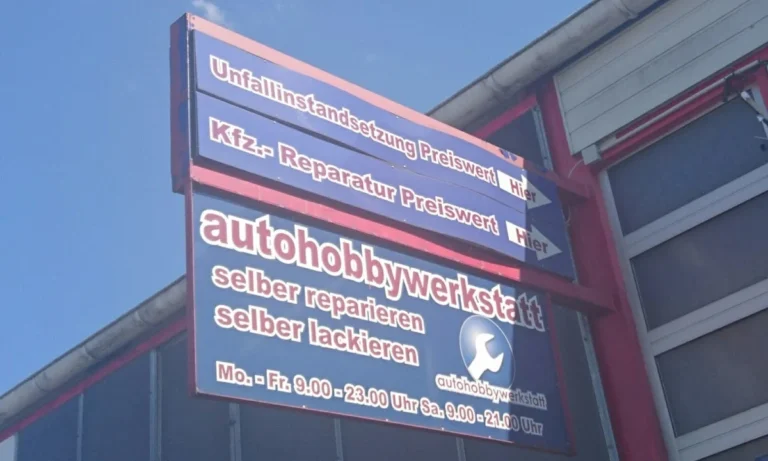 Unfallinstandsetzung Preiswert Hier
Kfz.- Reparatur Preiswert Hier
autohobbywerkstatt
selber reparieren
selber lackieren
autohobbywerkstatt
Mo. - Fr. 9.00 - 23.00 Uhr Sa. 9.00 - 21.00 Uhr